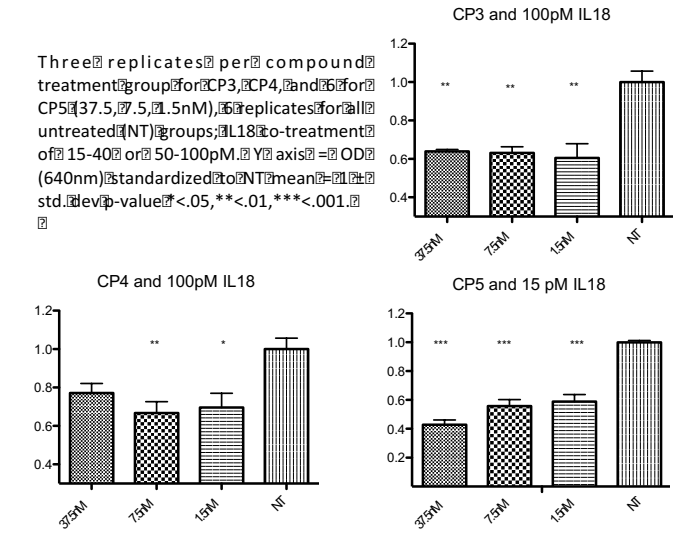 CP3 and 100pM IL18
Three replicates per compound
treatment group for CP3, CP4, and 6 for
CP5 (37.5, 7.5, 1.5nM), 6 replicates for all
untreated (NT) groups; IL18 co-treatment
of 15-40 or 50-100pM. Y axis = OD
(640nm) standardized to NT mean = 1 ±
std. dev p-value *<.05,**<.01,***<.001.
1.2
1.0
0.8
0.6
0.4
** ** **
37.5nM 7.5nM 1.5nM NT
CP4 and 100pM IL18
1.2
1.0
0.8
0.6
0.4
** *
37.5nM 7.5nM 1.5nM NT
CP5 and 15 pM IL18
1.2
1.0
0.8
0.6
0.4
0.2
*** *** ***
37.5nM 7.5nM 1.5nM NT